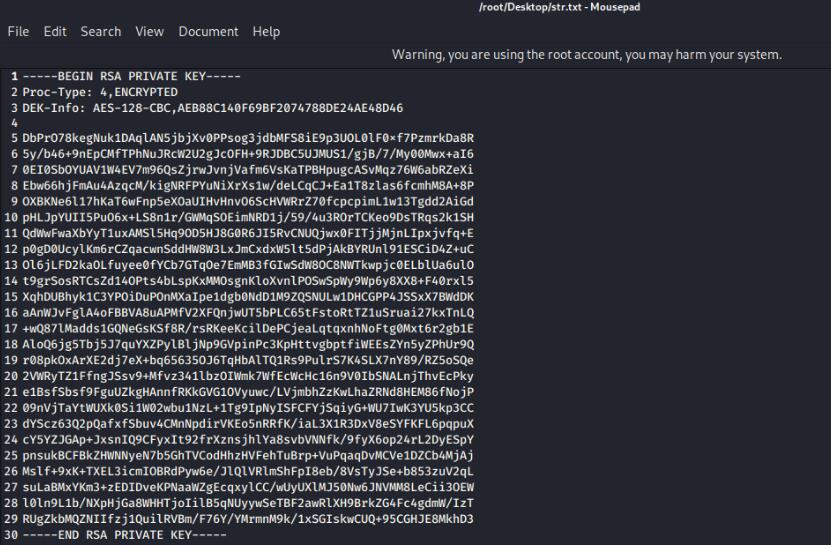 /root/Desktop/str.txt - Mousepad
File Edit Search View Document Help
Warning, you are using the root account, you may harm your system.
1 -----BEGIN RSA PRIVATE KEY-----
2 Proc-Type: 4,ENCRYPTED
3 DEK-Info: AES-128-CBC,AEB88C140F69BF2074788DE24AE48D46
4
5 DbPrO78kegNuk1DAqlAN5jbjXv0PPsog3jdbMFS8iE9p3UOL0lF0×f7PzmrkDa8R
6 5y/b46+9nEpCMfTPhNuJRcW2U2gJcOFH+9RJDBC5UJMUS1/gjB/7/My00Mwx+aI6
7 0EI0SbOYUAV1W4EV7m96QsZjrwJvnjVafm6VsKaTPBHpugcASvMqz76W6abRZeXi
8 Ebw66hjFmAu4AzqcM/kigNRFPYuNiXrXs1w/deLCqCJ+Ea1T8zlas6fcmhM8A+8P
9 OXBKNe6l17hKaT6wFnp5eXOaUIHvHnvO6ScHVWRrZ70fcpcpimL1w13Tgdd2AiGd
10 pHLJpYUII5PuO6x+LS8n1r/GWMqSOEimNRD1j/59/4u3ROrTCKeo9DsTRqs2k1SH
11 QdWwFwaXbYyT1uxAMSl5Hq9OD5HJ8G0R6JI5RvCNUQjwx0FITjjMjnLIpxjvfq+E
12 p0gD0UcylKm6rCZqacwnSddHW8W3LxJmCxdxW5lt5dPjAkBYRUnl91ESCiD4Z+uC
13 Ol6jLFD2kaOLfuyee0fYCb7GTqOe7EmMB3fGIwSdW8OC8NWTkwpjc0ELblUa6ulO
14 t9grSosRTCsZd14OPts4bLspKxMMOsgnKloXvnlPOSwSpWy9Wp6y8XX8+F40rxl5
15 XqhDUBhyk1C3YPOiDuPOnMXaIpe1dgb0NdD1M9ZQSNULw1DHCGPP4JSSxX7BWdDK
16 aAnWJvFglA4oFBBVA8uAPMfV2XFQnjwUT5bPLC65tFstoRtTZ1uSruai27kxTnLQ
17 +wQ87lMadds1GQNeGsKSf8R/rsRKeeKcilDePCjeaLqtqxnhNoFtg0Mxt6r2gb1E
18 AloQ6jg5Tbj5J7quYXZPylBljNp9GVpinPc3KpHttvgbptfiWEEsZYn5yZPhUr9Q
19 r08pkOxArXE2dj7eX+bq65635OJ6TqHbAlTQ1Rs9PulrS7K4SLX7nY89/RZ5oSQe
20 2VWRyTZ1FfngJSsv9+Mfvz341lbzOIWmk7WfEcWcHc16n9V0IbSNALnjThvEcPky
21 e1BsfSbsf9FguUZkgHAnnfRKkGVG1OVyuwc/LVjmbhZzKwLhaZRNd8HEM86fNojP
22 09nVjTaYtWUXk0Si1W02wbu1NzL+1Tg9IpNyISFCFYjSqiyG+WU7IwK3YU5kp3CC
23 dYScz63Q2pQafxfSbuv4CMnNpdirVKEo5nRRfK/iaL3X1R3DxV8eSYFKFL6pqpuX
24 cY5YZJGAp+JxsnIQ9CFyxIt92frXznsjhlYa8svbVNNfk/9fyX6op24rL2DyESpY
25 pnsukBCFBkZHWNNyeN7b5GhTVCodHhzHVFehTuBrp+VuPqaqDvMCVe1DZCb4MjAj
26 Mslf+9xK+TXEL3icmIOBRdPyw6e/JlQlVRlmShFpI8eb/8VsTyJSe+b853zuV2qL
27 suLaBMxYKm3+zEDIDveKPNaaWZgEcqxylCC/wUyUXlMJ50Nw6JNVMM8LeCii3OEW
28 l0ln9L1b/NXpHjGa8WHHTjoIilB5qNUyywSeTBF2awRlXH9BrkZG4Fc4gdmW/IzT
29 RUgZkbMQZNIIfzj1QuilRVBm/F76Y/YMrmnM9k/1xSGIskwCUQ+95CGHJE8MkhD3
30 -----END RSA PRIVATE KEY-----